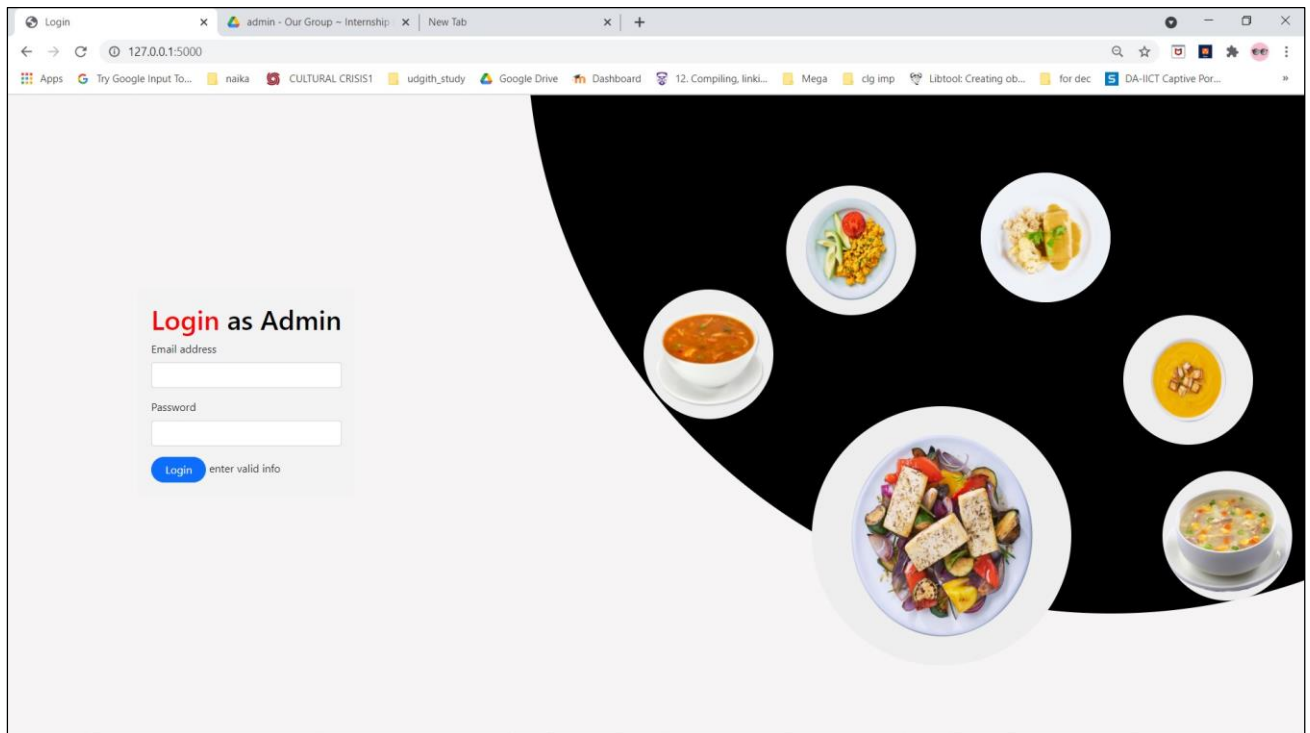 Login
admin - Our Group ~ Internship
New Tab
127.0.0.1:5000
Apps Try Google Input To... naika CULTURAL CRISIS1 udgith_study Google Drive Dashboard 12. Compiling, linki... Mega clg imp Libtool: Creating ob... for dec DA-IICT Captive Por... »
Login as Admin
Email address
Password
Login enter valid info